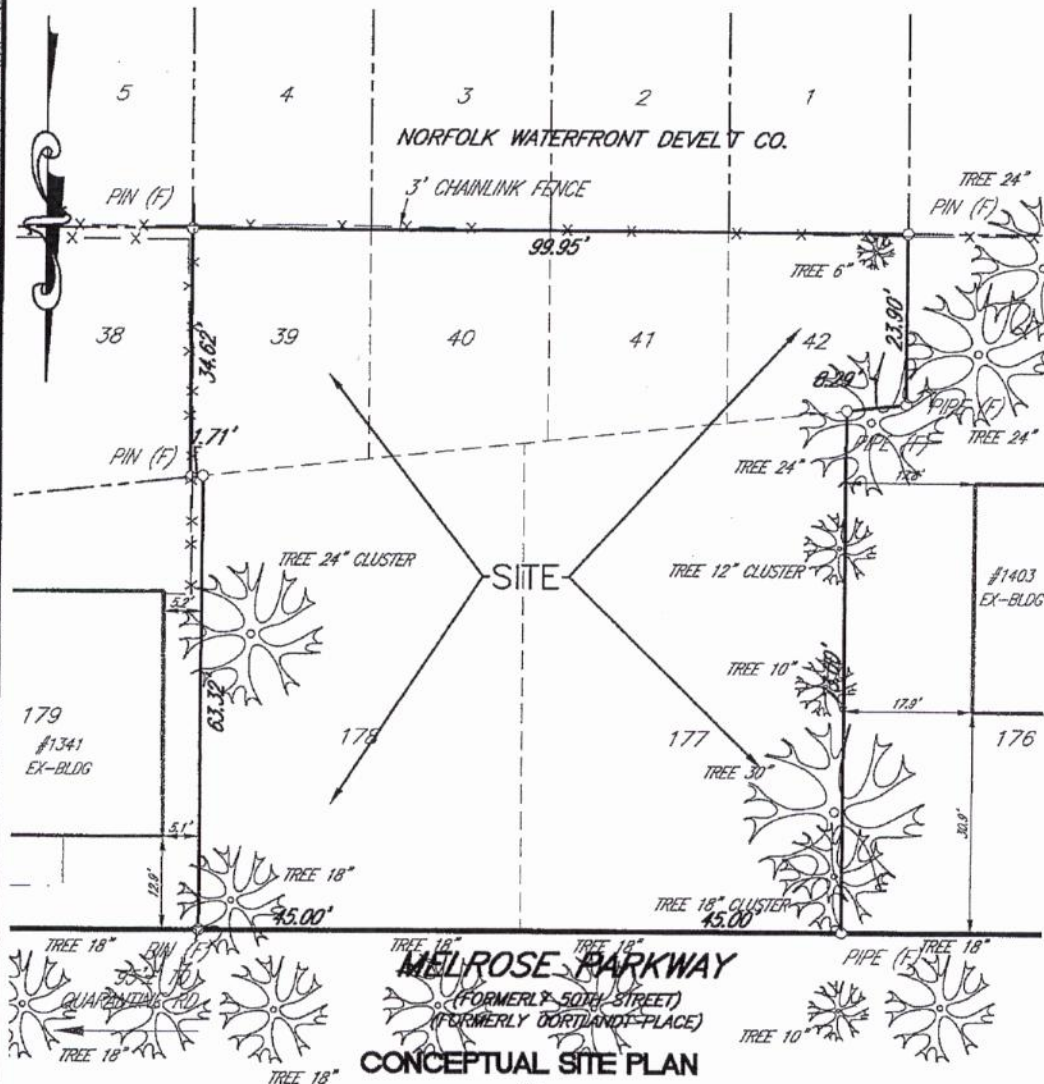 5
4
3
2
1
NORFOLK WATERFRONT DEVEL'T CO.
3' CHAINLINK FENCE
PIN (F)
TREE 24"
PIN (F)
99.95'
TREE 6"
38
39
40
41
42
34.62'
23.90'
8.29'
1.71'
PIN (F)
PIPE (F)
PIPE (F)
TREE 24"
TREE 24"
17.8'
TREE 24" CLUSTER
SITE
TREE 12" CLUSTER
#1403
EX-BLDG
5.2'
63.32'
TREE 10"
17.9'
179
#1341
EX-BLDG
178
177
176
TREE 30"
5.1'
12.9'
30.9'
TREE 18"
TREE 18" CLUSTER
45.00'
45.00'
TREE 18"
PIN (F)
TREE 18"
TREE 18"
PIPE (F)
TREE 18"
MELROSE PARKWAY
TO
QUARANTINE RD.
(FORMERLY 50TH STREET)
(FORMERLY CORTLANDT PLACE)
TREE 18"
TREE 10"
TREE 18"
CONCEPTUAL SITE PLAN